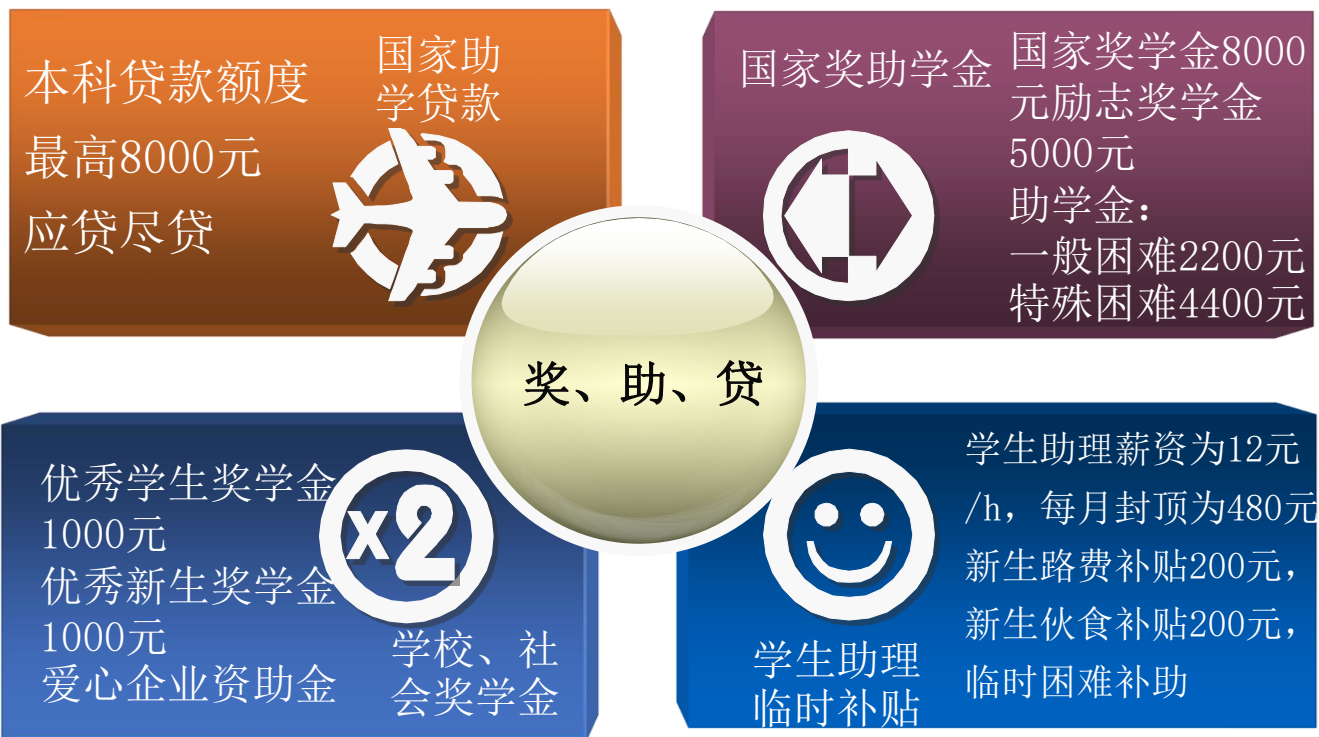 本科贷款额度
最高8000元
应贷尽贷
国家助
学贷款
国家奖助学金
国家奖学金8000
元励志奖学金
5000元
助学金：
一般困难2200元
特殊困难4400元
奖、助、贷
优秀学生奖学金
1000元
优秀新生奖学金
1000元
爱心企业资助金
x2
学校、社
会奖学金
学生助理
临时补贴
学生助理薪资为12元
/h，每月封顶为480元
新生路费补贴200元，
新生伙食补贴200元，
临时困难补助